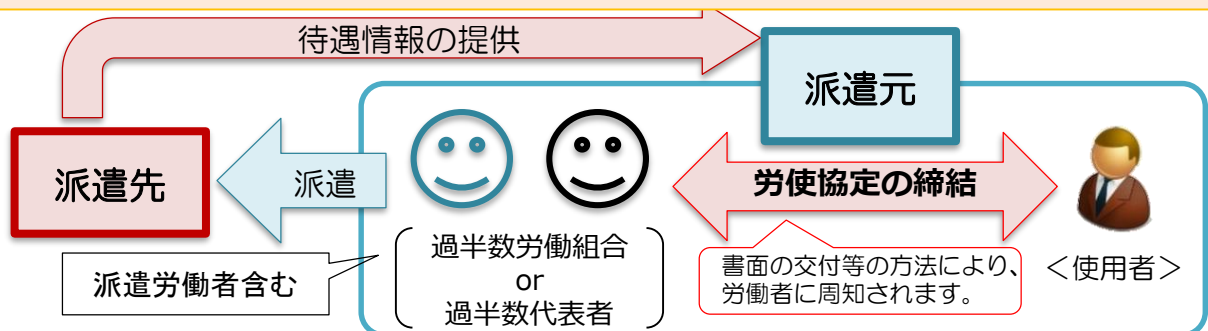 待遇情報の提供
派遣元
派遣先
派遣
労使協定の締結
過半数労働組合
or
過半数代表者
派遣労働者含む
書面の交付等の方法により、
労働者に周知されます。
＜使用者＞